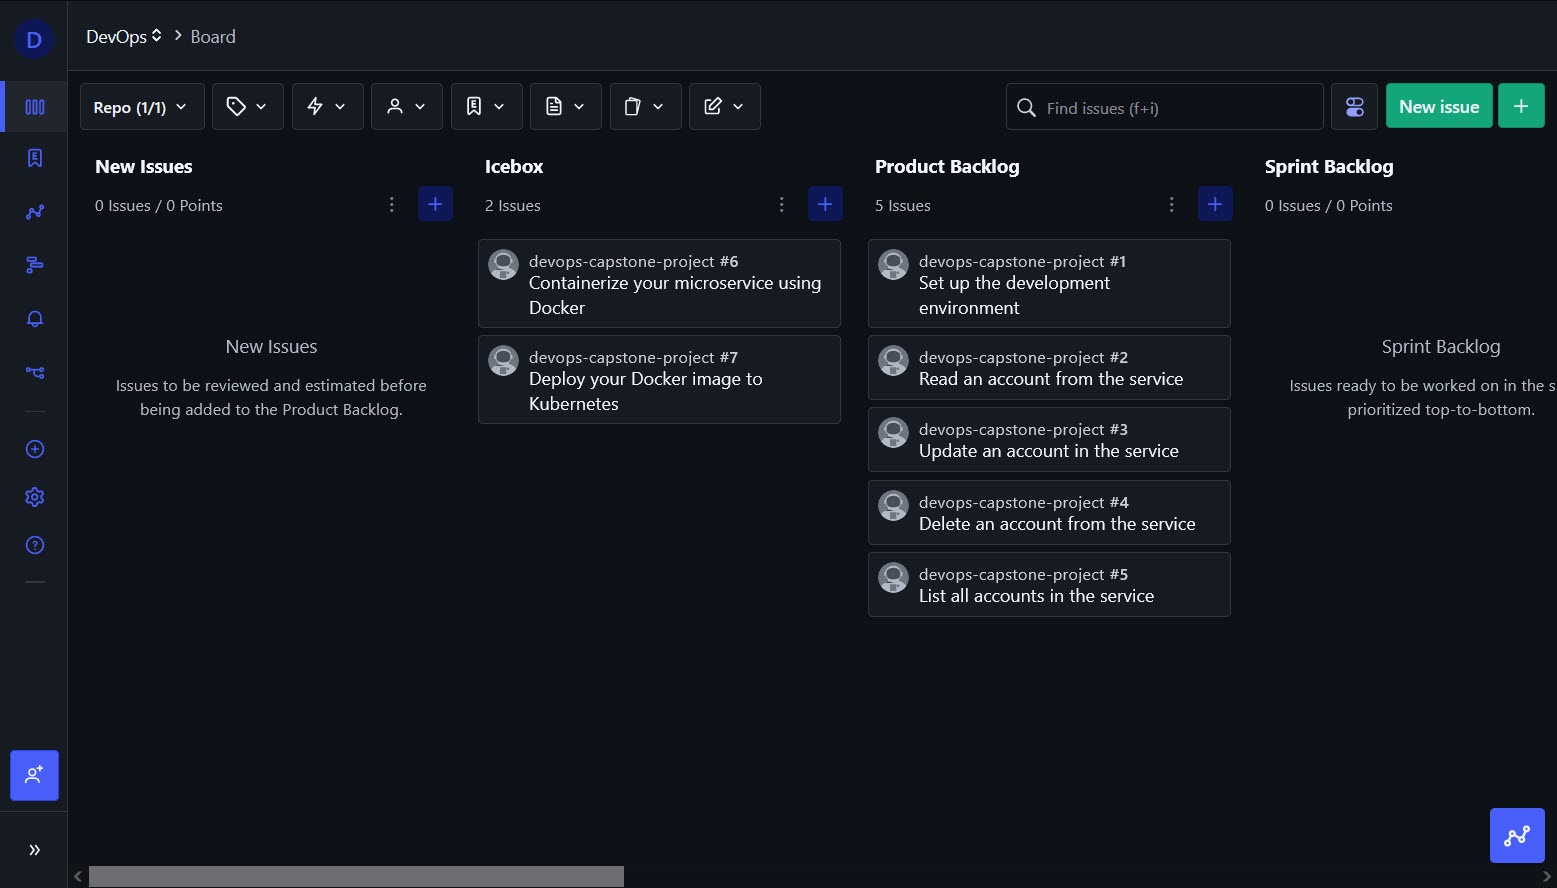 D
DevOps
Board
Repo (1/1)
Find issues (f+i)
New issue
New Issues
0 Issues / 0 Points
New Issues
Issues to be reviewed and estimated before
being added to the Product Backlog.
Icebox
2 Issues
devops-capstone-project #6
Containerize your microservice using
Docker
devops-capstone-project #7
Deploy your Docker image to
Kubernetes
Product Backlog
5 Issues
devops-capstone-project #1
Set up the development
environment
devops-capstone-project #2
Read an account from the service
devops-capstone-project #3
Update an account in the service
devops-capstone-project #4
Delete an account from the service
devops-capstone-project #5
List all accounts in the service
Sprint Backlog
0 Issues / 0 Points
Sprint Backlog
Issues ready to be worked on in the s
prioritized top-to-bottom.